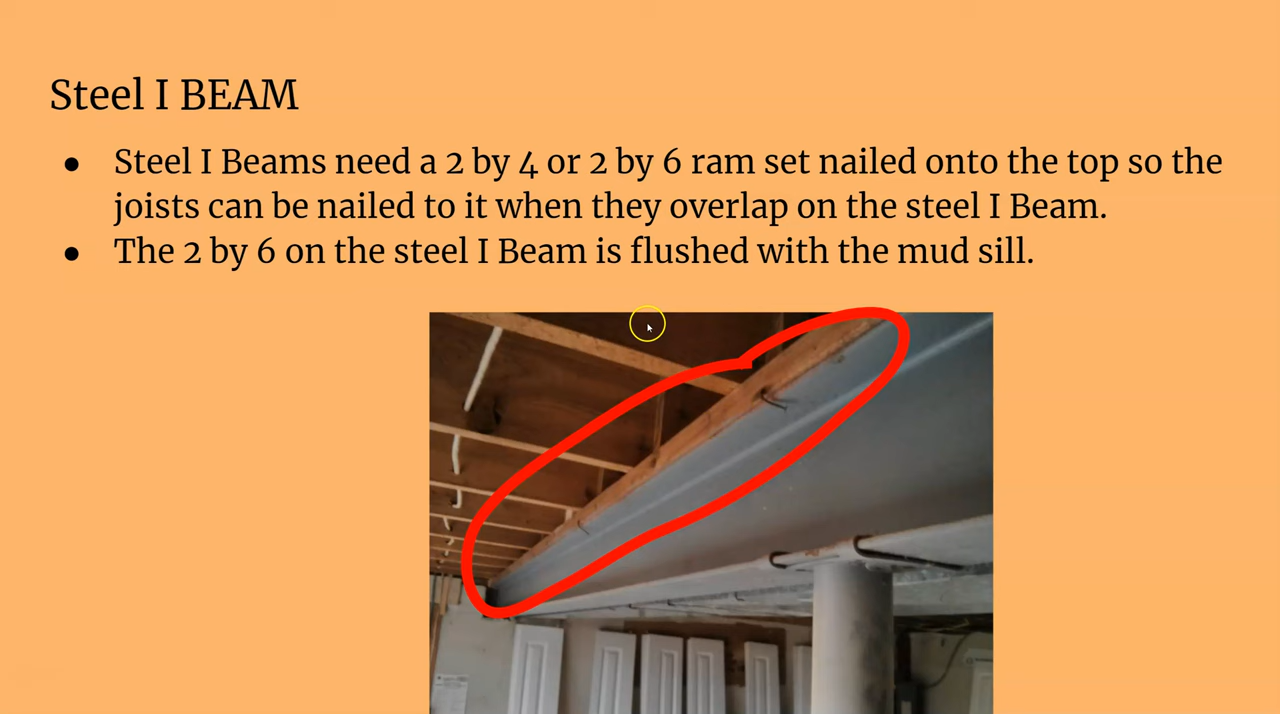 Steel I BEAM
● Steel I Beams need a 2 by 4 or 2 by 6 ram set nailed onto the top so the
joists can be nailed to it when they overlap on the steel I Beam.
● The 2 by 6 on the steel I Beam is flushed with the mud sill.